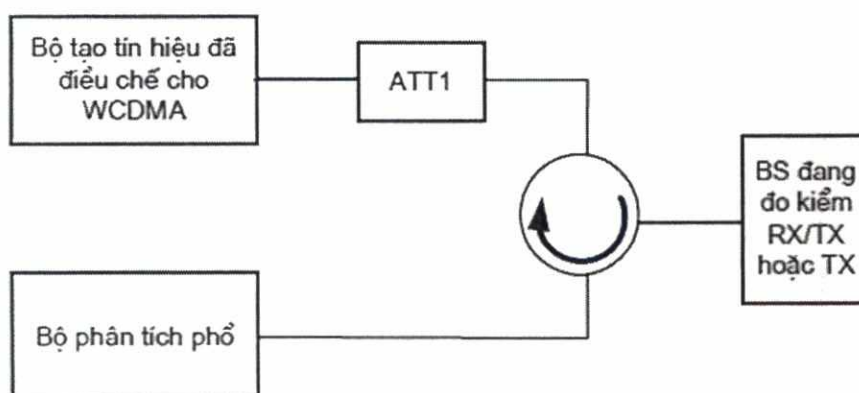 Bộ tạo tín hiệu đã
điều chế cho
WCDMA
ATT1
BS đang
đo kiểm
RX/TX
hoặc TX
Bộ phân tích phổ